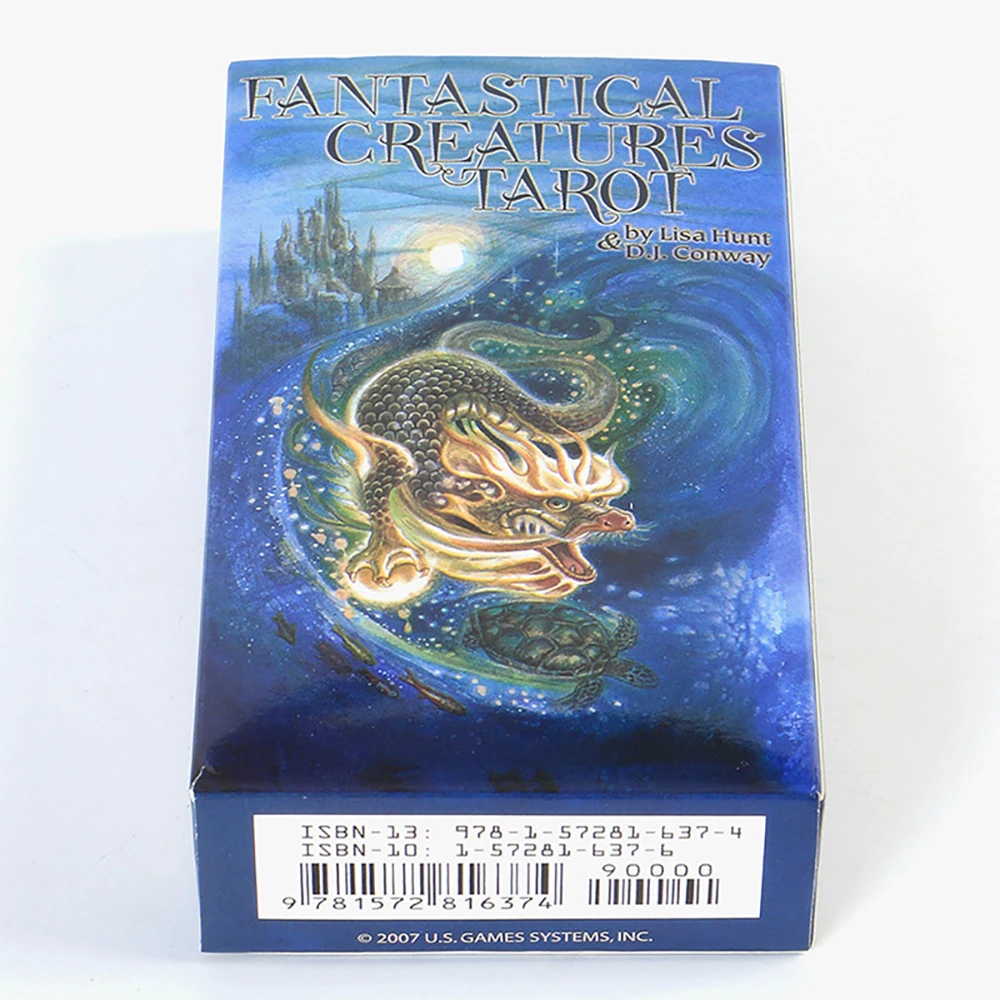 FANTASTICAL
CREATURES
TAROT
by Lisa Hunt
& D.J. Conway
ISBN-13: 978-1-57281-637-4
ISBN-10: 1-57281-637-6
90000
9 781572 816374
© 2007 U.S. GAMES SYSTEMS, INC.